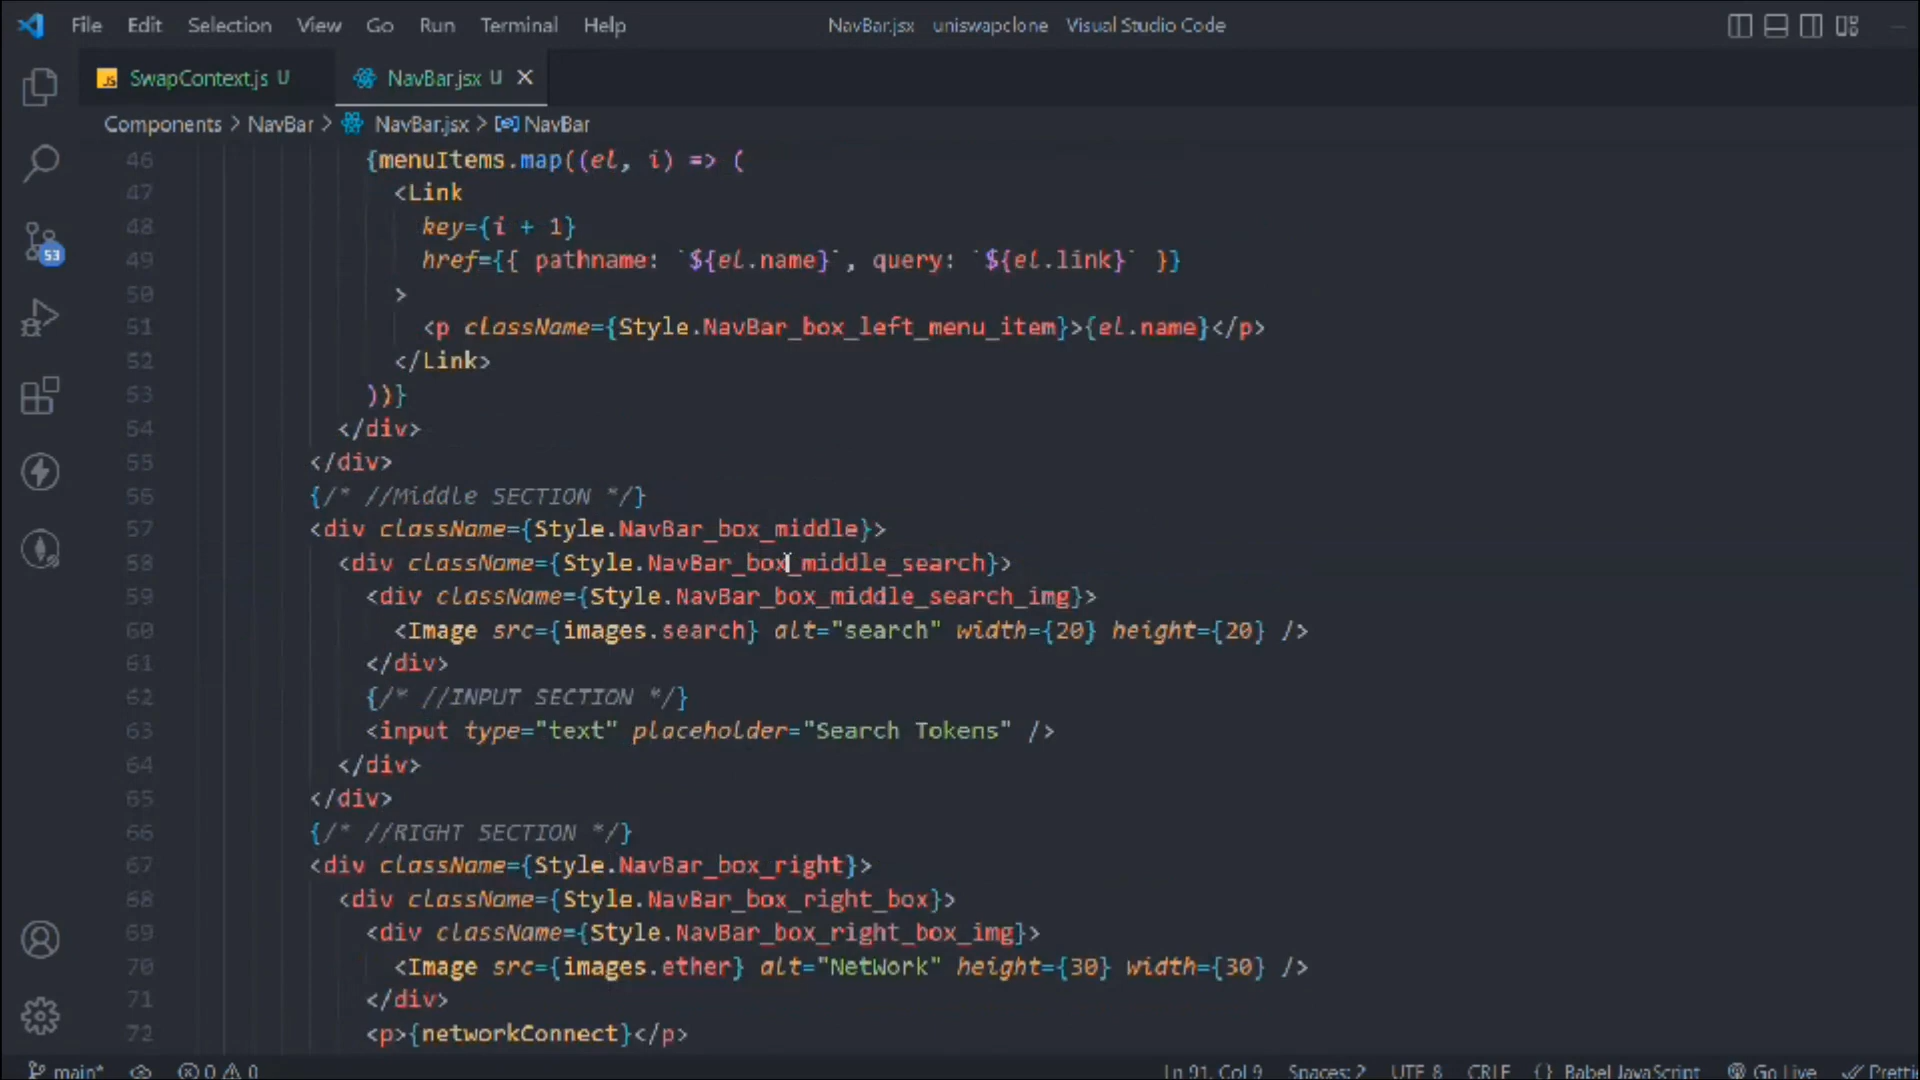 File Edit Selection View Go Run Terminal Help NavBar.jsx uniswapclone Visual Studio Code
JS SwapContext.js U NavBar.jsx U
Components > NavBar > NavBar.jsx > NavBar
46 {menuItems.map((el, i) => (
47 <Link
48 key={i + 1}
49 href={{ pathname: `${el.name}`, query: `${el.link}` }}
50 >
51 <p className={Style.NavBar_box_left_menu_item}>{el.name}</p>
52 </Link>
53 ))}
54 </div>
55 </div>
56 {/* //Middle SECTION */}
57 <div className={Style.NavBar_box_middle}>
58 <div className={Style.NavBar_box_middle_search}>
59 <div className={Style.NavBar_box_middle_search_img}>
60 <Image src={images.search} alt="search" width={20} height={20} />
61 </div>
62 {/* //INPUT SECTION */}
63 <input type="text" placeholder="Search Tokens" />
64 </div>
65 </div>
66 {/* //RIGHT SECTION */}
67 <div className={Style.NavBar_box_right}>
68 <div className={Style.NavBar_box_right_box}>
69 <div className={Style.NavBar_box_right_box_img}>
70 <Image src={images.ether} alt="NetWork" height={30} width={30} />
71 </div>
72 <p>{networkConnect}</p>
53
main* 0 0 Ln 91, Col 9 Spaces: 2 UTF 8 CRLF {} Babel JavaScript Go Live Pretti